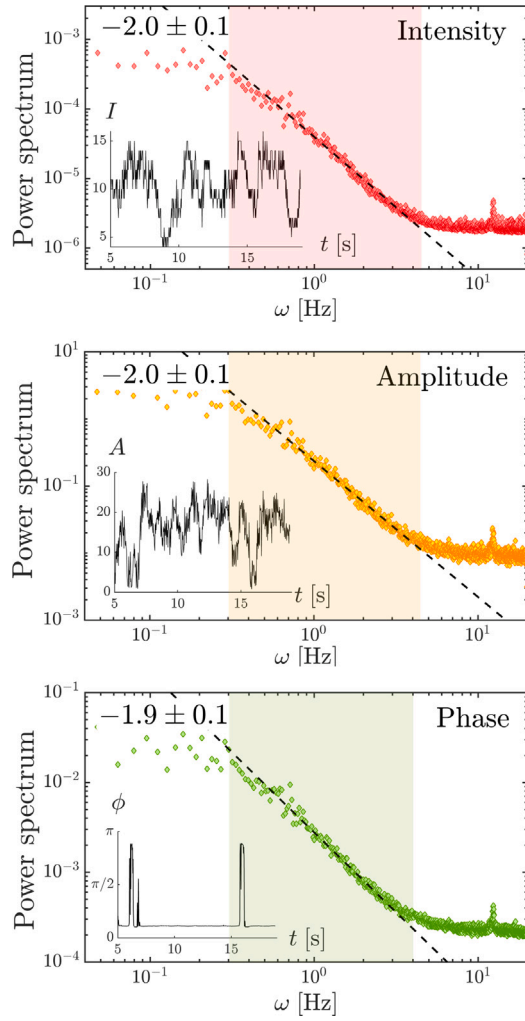 −2.0 ± 0.1 Intensity
Power spectrum
10⁻³
10⁻⁴
10⁻⁵
10⁻⁶
I
15
10
5
5 10 15
t [s]
10⁻¹ 10⁰ 10¹
ω [Hz]
−2.0 ± 0.1 Amplitude
Power spectrum
10¹
10⁻¹
10⁻³
A
30
20
10
0
5 10 15
t [s]
10⁻¹ 10⁰ 10¹
ω [Hz]
−1.9 ± 0.1 Phase
Power spectrum
10⁻¹
10⁻²
10⁻³
10⁻⁴
ϕ
π
π/2
0
5 10 15
t [s]
10⁻¹ 10⁰ 10¹
ω [Hz]